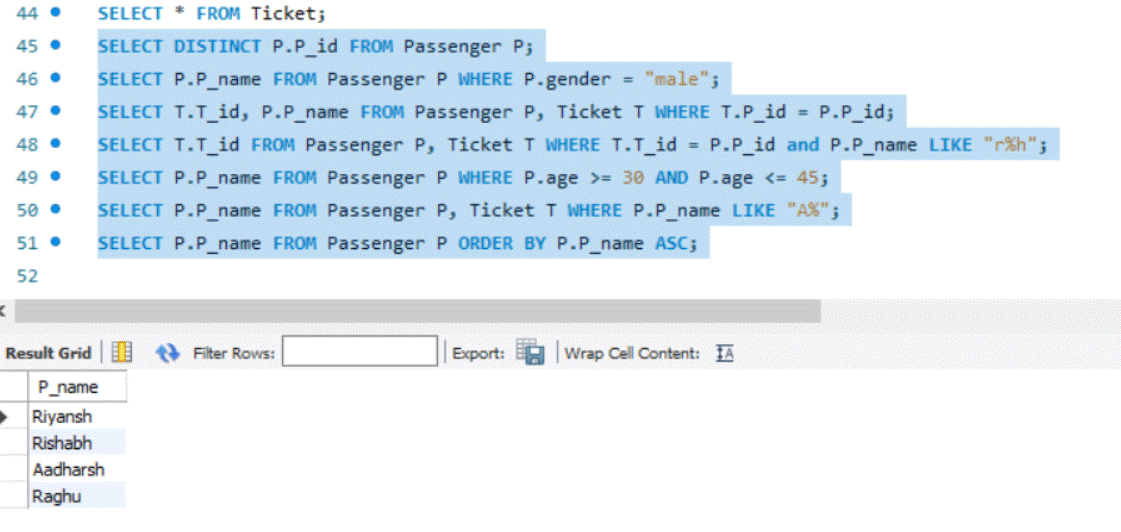 44 SELECT * FROM Ticket;
45 SELECT DISTINCT P.P_id FROM Passenger P;
46 SELECT P.P_name FROM Passenger P WHERE P.gender = "male";
47 SELECT T.T_id, P.P_name FROM Passenger P, Ticket T WHERE T.P_id = P.P_id;
48 SELECT T.T_id FROM Passenger P, Ticket T WHERE T.T_id = P.P_id and P.P_name LIKE "r%h";
49 SELECT P.P_name FROM Passenger P WHERE P.age >= 30 AND P.age <= 45;
50 SELECT P.P_name FROM Passenger P, Ticket T WHERE P.P_name LIKE "A%";
51 SELECT P.P_name FROM Passenger P ORDER BY P.P_name ASC;
52
Result Grid Filter Rows: Export: Wrap Cell Content: IA
P_name
Riyansh
Rishabh
Aadharsh
Raghu